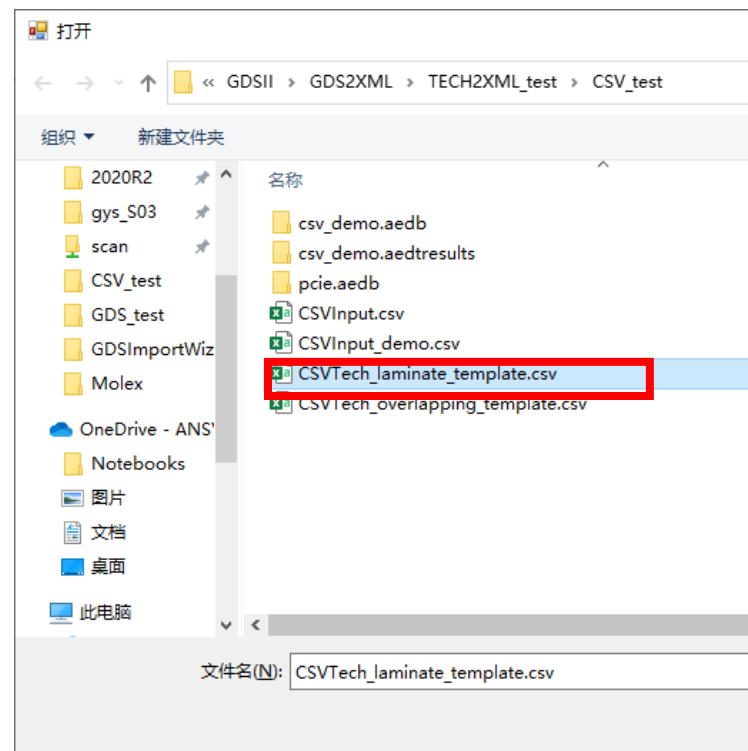 打开
« GDSII › GDS2XML › TECH2XML_test › CSV_test
组织 新建文件夹
2020R2
gys_S03
scan
CSV_test
GDS_test
GDSImportWiz
Molex
OneDrive - ANS
Notebooks
图片
文档
桌面
此电脑
名称
csv_demo.aedb
csv_demo.aedtresults
pcie.aedb
CSVInput.csv
CSVInput_demo.csv
CSVTech_laminate_template.csv
CSVTech_overlapping_template.csv
文件名(N): CSVTech_laminate_template.csv